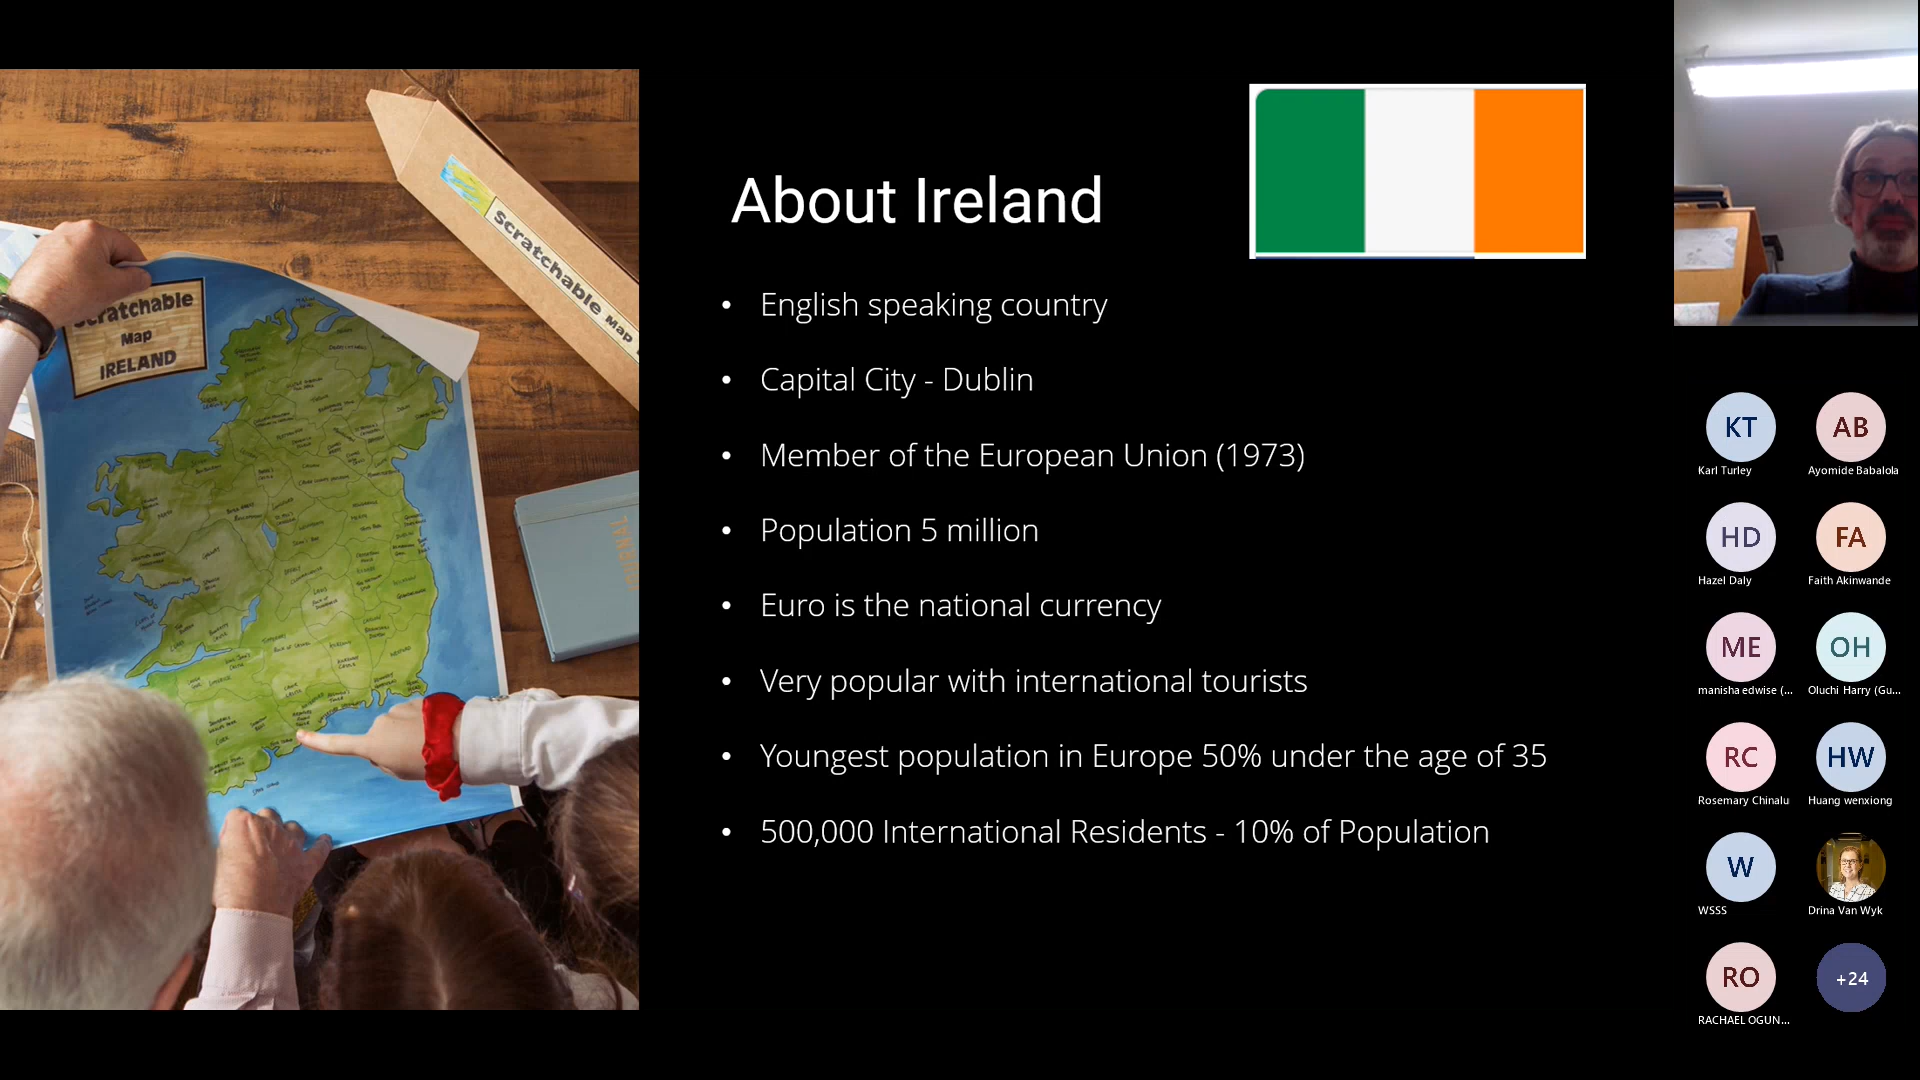 About Ireland
• English speaking country
• Capital City - Dublin
• Member of the European Union (1973)
• Population 5 million
• Euro is the national currency
• Very popular with international tourists
• Youngest population in Europe 50% under the age of 35
• 500,000 International Residents - 10% of Population
Scratchable Map
Scratchable
Map
IRELAND
KT
Karl Turley
AB
Ayomide Babalola
HD
Hazel Daly
FA
Faith Akinwande
ME
manisha edwise (...
OH
Oluchi Harry (Gu...
RC
Rosemary Chinalu
HW
Huang wenxiong
W
WSSS
Drina Van Wyk
RO
RACHAEL OGUN...
+24